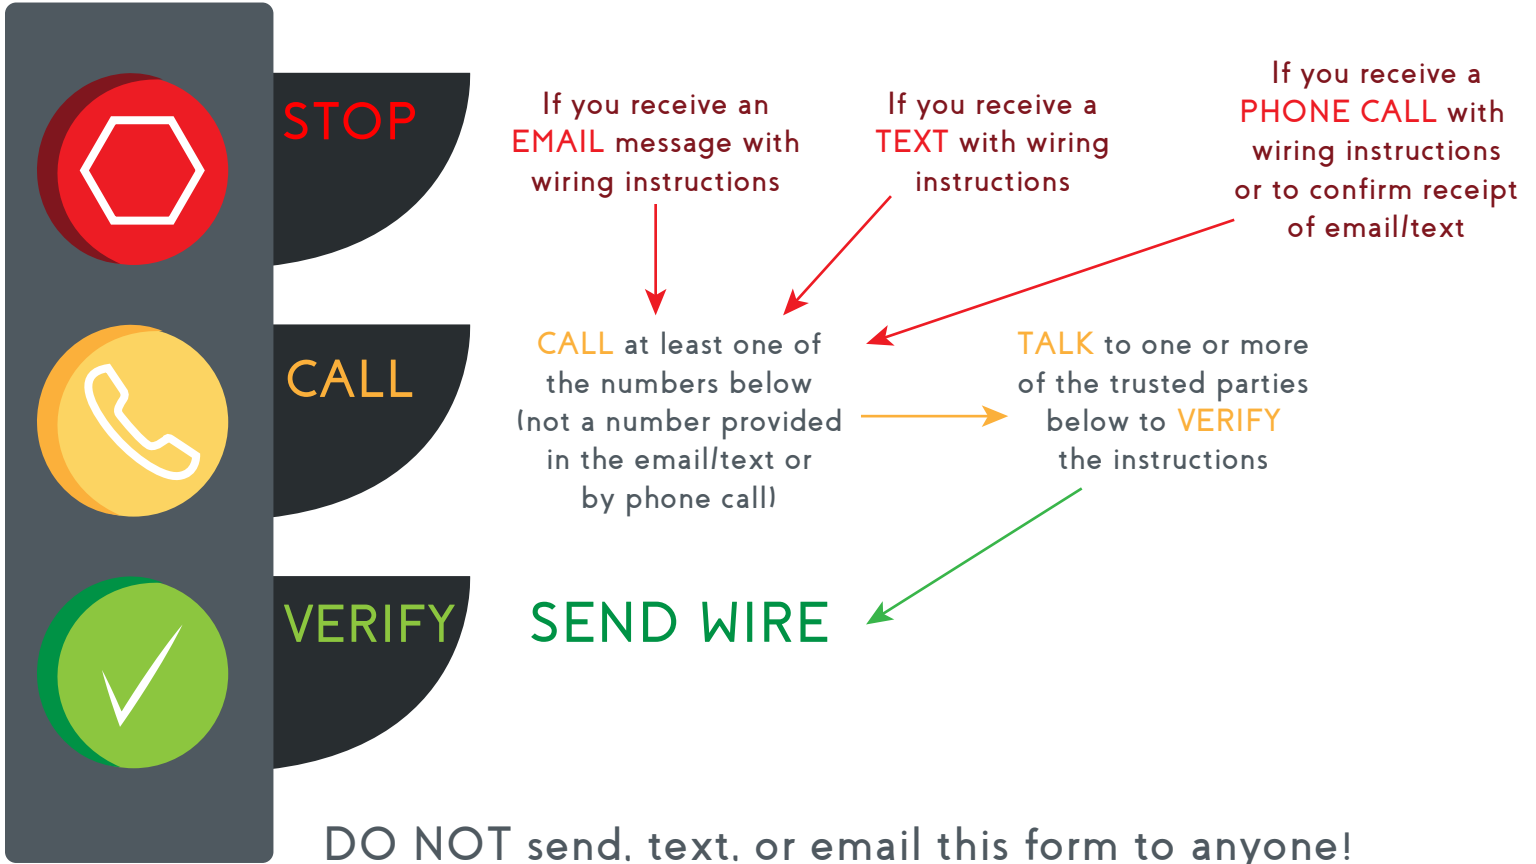 STOP
If you receive an
EMAIL message with
wiring instructions
If you receive a
TEXT with wiring
instructions
If you receive a
PHONE CALL with
wiring instructions
or to confirm receipt
of email/text
CALL
CALL at least one of
the numbers below
(not a number provided
in the email/text or
by phone call)
TALK to one or more
of the trusted parties
below to VERIFY
the instructions
VERIFY
SEND WIRE
DO NOT send, text, or email this form to anyone!